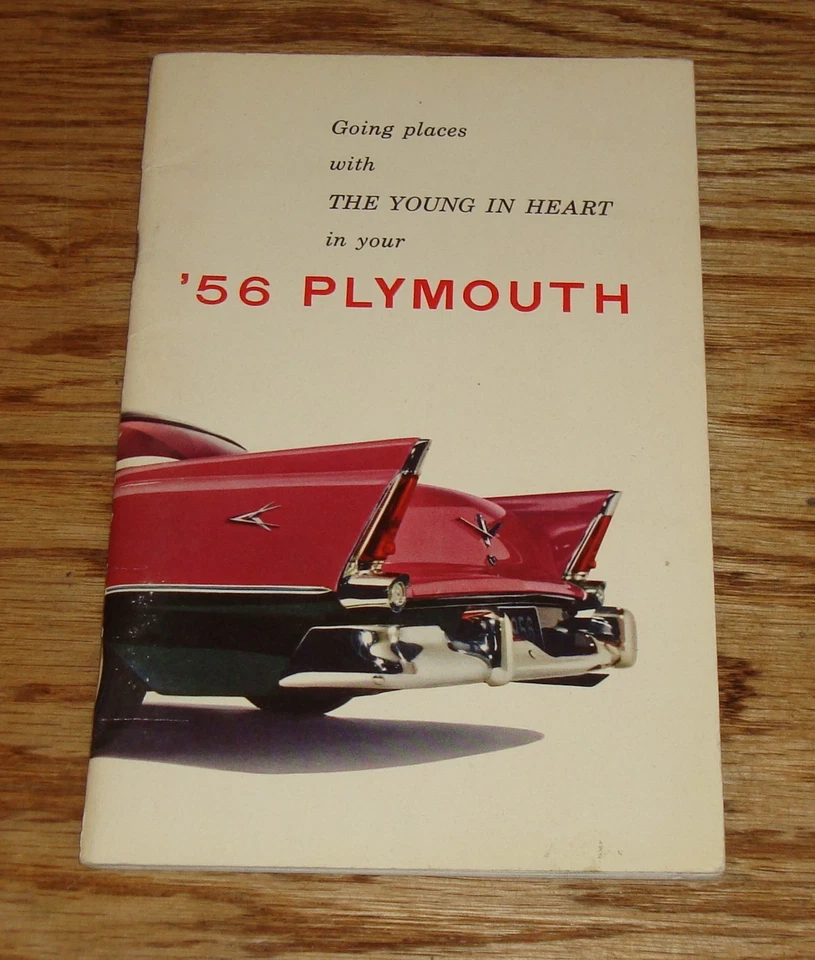 Going places
with
THE YOUNG IN HEART
in your
'56 PLYMOUTH